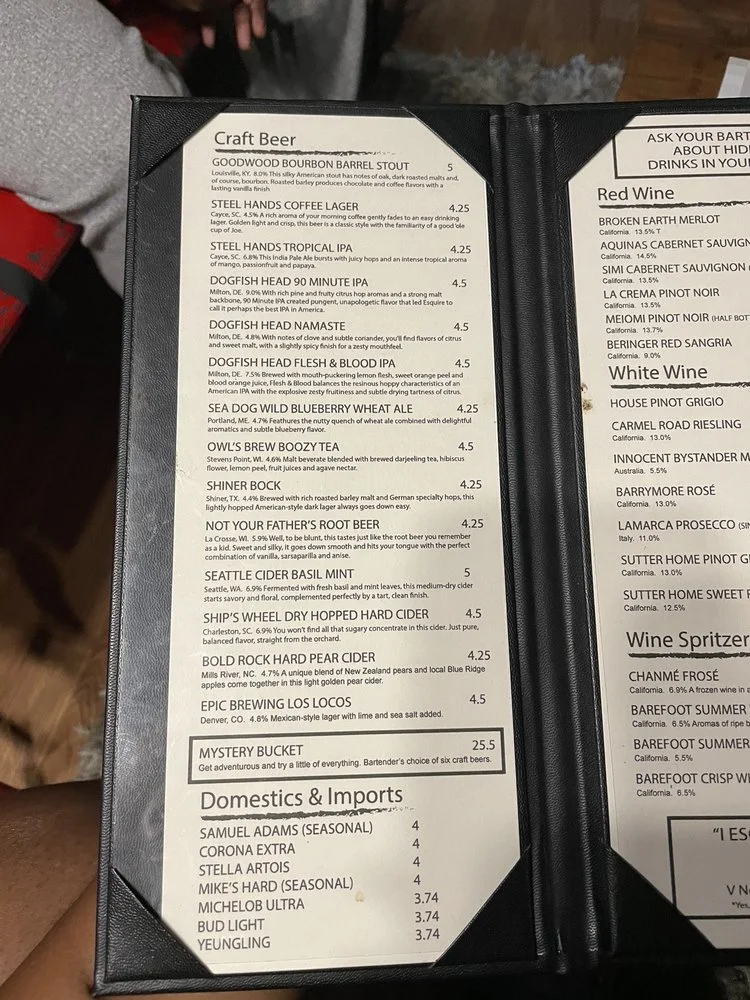 Craft Beer
GOODWOOD BOURBON BARREL STOUT 5
Louisville, KY. 8.0% This silky American stout has notes of oak, dark roasted malts and,
of course, bourbon. Roasted barley produces chocolate and coffee flavors with a
lasting vanilla finish
STEEL HANDS COFFEE LAGER 4.25
Cayce, SC. 4.5% A rich aroma of your morning coffee gently fades to an easy drinking
lager. Golden light and crisp, this beer is a classic style with the familiarity of a good 'ole
cup of Joe.
STEEL HANDS TROPICAL IPA 4.25
Cayce, SC. 6.8% This India Pale Ale bursts with juicy hops and an intense tropical aroma
of mango, passionfruit and papaya.
DOGFISH HEAD 90 MINUTE IPA 4.5
Milton, DE. 9.0% With rich pine and fruity citrus hop aromas and a strong malt
backbone, 90 Minute IPA created pungent, unapologetic flavor that led Esquire to
call it perhaps the best IPA in America.
DOGFISH HEAD NAMASTE 4.5
Milton, DE. 4.8% With notes of clove and subtle coriander, you'll find flavors of citrus
and sweet malt, with a slightly spicy finish for a zesty mouthfeel.
DOGFISH HEAD FLESH & BLOOD IPA 4.5
Milton, DE. 7.5% Brewed with mouth-puckering lemon flesh, sweet orange peel and
blood orange juice, Flesh & Blood balances the resinous hoppy characteristics of an
American IPA with the explosive zesty fruitiness and subtle drying tartness of citrus.
SEA DOG WILD BLUEBERRY WHEAT ALE 4.25
Portland, ME. 4.7% Feathures the nutty quench of wheat ale combined with delightful
aromatics and subtle blueberry flavor.
OWL'S BREW BOOZY TEA 4.5
Stevens Point, WI. 4.6% Malt beverate blended with brewed darjeeling tea, hibiscus
flower, lemon peel, fruit juices and agave nectar.
SHINER BOCK 4.25
Shiner, TX. 4.4% Brewed with rich roasted barley malt and German specialty hops, this
lightly hopped American-style dark lager always goes down easy.
NOT YOUR FATHER'S ROOT BEER 4.25
La Crosse, WI. 5.9% Well, to be blunt, this tastes just like the root beer you remember
as a kid. Sweet and silky, it goes down smooth and hits your tongue with the perfect
combination of vanilla, sarsaparilla and anise.
SEATTLE CIDER BASIL MINT 5
Seattle, WA. 6.9% Fermented with fresh basil and mint leaves, this medium-dry cider
starts savory and floral, complemented perfectly by a tart, clean finish.
SHIP'S WHEEL DRY HOPPED HARD CIDER 4.5
Charleston, SC. 6.9% You won't find all that sugary concentrate in this cider. Just pure,
balanced flavor, straight from the orchard.
BOLD ROCK HARD PEAR CIDER 4.25
Mills River, NC. 4.7% A unique blend of New Zealand pears and local Blue Ridge
apples come together in this light golden pear cider.
EPIC BREWING LOS LOCOS 4.5
Denver, CO. 4.6% Mexican-style lager with lime and sea salt added.
MYSTERY BUCKET 25.5
Get adventurous and try a little of everything. Bartender's choice of six craft beers.
Domestics & Imports
SAMUEL ADAMS (SEASONAL) 4
CORONA EXTRA 4
STELLA ARTOIS 4
MIKE'S HARD (SEASONAL) 4
MICHELOB ULTRA 3.74
BUD LIGHT 3.74
YEUNGLING 3.74
ASK YOUR BART
ABOUT HID
DRINKS IN YOU
Red Wine
BROKEN EARTH MERLOT
California. 13.5% T
AQUINAS CABERNET SAUVIGN
California. 14.5%
SIMI CABERNET SAUVIGNON
California. 13.5%
LA CREMA PINOT NOIR
California. 13.5%
MEIOMI PINOT NOIR (HALF BOT
California. 13.7%
BERINGER RED SANGRIA
California. 9.0%
White Wine
HOUSE PINOT GRIGIO
CARMEL ROAD RIESLING
California. 13.0%
INNOCENT BYSTANDER M
Australia. 5.5%
BARRYMORE ROSÉ
California. 13.0%
LAMARCA PROSECCO (SIN
Italy. 11.0%
SUTTER HOME PINOT G
California. 13.0%
SUTTER HOME SWEET
California. 12.5%
Wine Spritzer
CHANMÉ FROSÉ
California. 6.9% A frozen wine in a
BAREFOOT SUMMER
California. 6.5% Aromas of ripe b
BAREFOOT SUMMER
California. 5.5%
BAREFOOT CRISP WH
California. 6.5%
"I ES
V N
*Yes,